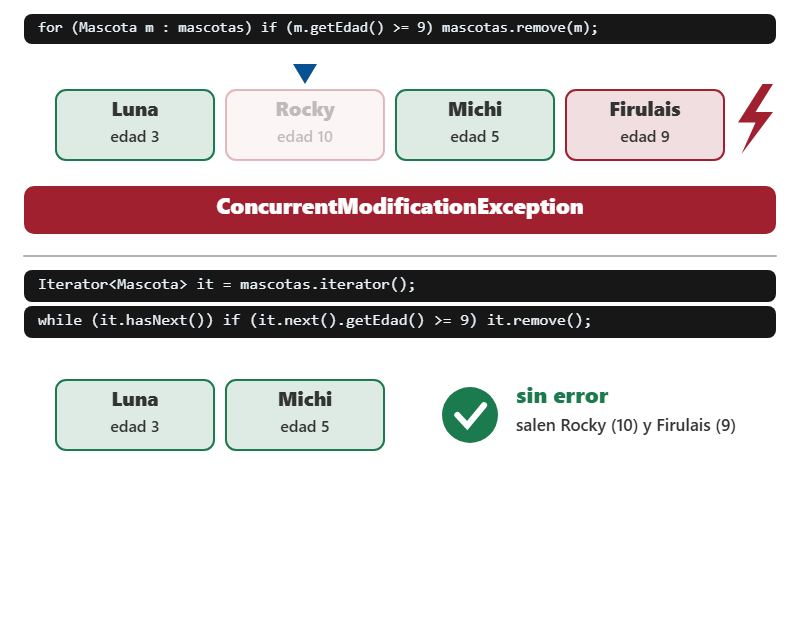 for (Mascota m : mascotas) if (m.getEdad() >= 9) mascotas.remove(m);
Luna
edad 3
Rocky
edad 10
Michi
edad 5
Firulais
edad 9
ConcurrentModificationException
Iterator<Mascota> it = mascotas.iterator();
while (it.hasNext()) if (it.next().getEdad() >= 9) it.remove();
Luna
edad 3
Michi
edad 5
sin error
salen Rocky (10) y Firulais (9)